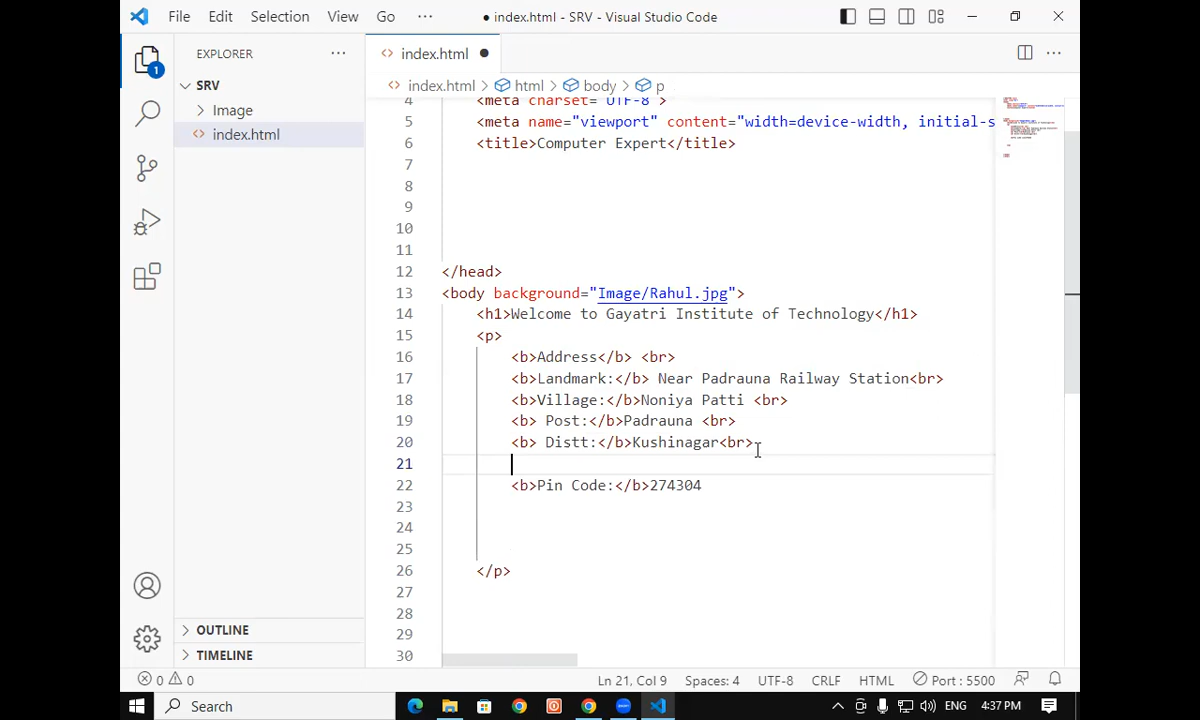 File Edit Selection View Go ··· ● index.html - SRV - Visual Studio Code
EXPLORER ···
1
SRV
Image
index.html
OUTLINE
TIMELINE
index.html ●
index.html > html > body > p
4 <meta charset="UTF-8">
5 <meta name="viewport" content="width=device-width, initial-s
6 <title>Computer Expert</title>
7
8
9
10
11
12 </head>
13 <body background="Image/Rahul.jpg">
14 <h1>Welcome to Gayatri Institute of Technology</h1>
15 <p>
16 <b>Address</b> <br>
17 <b>Landmark:</b> Near Padrauna Railway Station<br>
18 <b>Village:</b>Noniya Patti <br>
19 <b> Post:</b>Padrauna <br>
20 <b> Distt:</b>Kushinagar<br>
21
22 <b>Pin Code:</b>274304
23
24
25
26 </p>
27
28
29
30
0 0 Ln 21, Col 9 Spaces: 4 UTF-8 CRLF HTML Port : 5500
Search ENG 4:37 PM